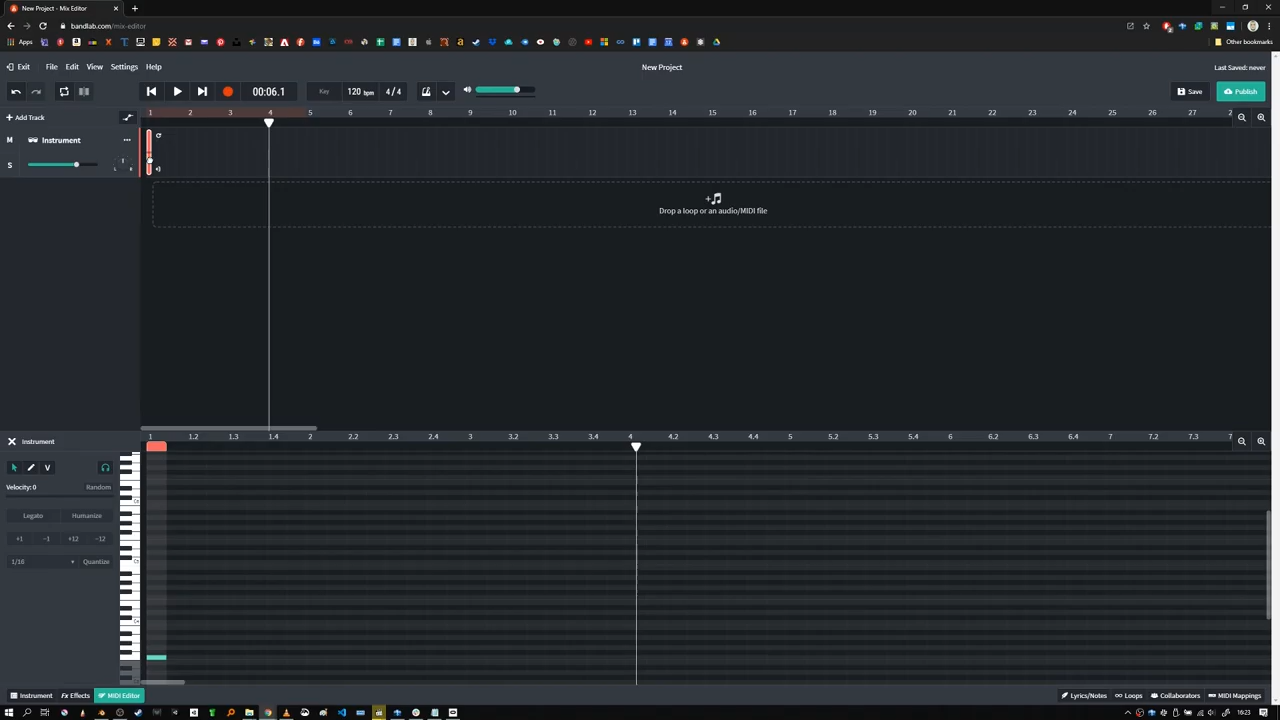 New Project - Mix Editor
bandlab.com/mix-editor
Apps
Other bookmarks
Exit File Edit View Settings Help
New Project
Last Saved: never
00:06.1
Key
120 bpm
4 / 4
Save
Publish
Add Track
1 2 3 4 5 6 7 8 9 10 11 12 13 14 15 16 17 18 19 20 21 22 23 24 25 26 27 2
M Instrument
S
L R
Drop a loop or an audio/MIDI file
Instrument
1 1.2 1.3 1.4 2 2.2 2.3 2.4 3 3.2 3.3 3.4 4 4.2 4.3 4.4 5 5.2 5.3 5.4 6 6.2 6.3 6.4 7 7.2 7.3 7
V
Velocity: 0 Random
Legato Humanize
+1 -1 +12 -12
1/16 Quantize
Instrument Effects MIDI Editor
Lyrics/Notes Loops Collaborators MIDI Mappings
16:23